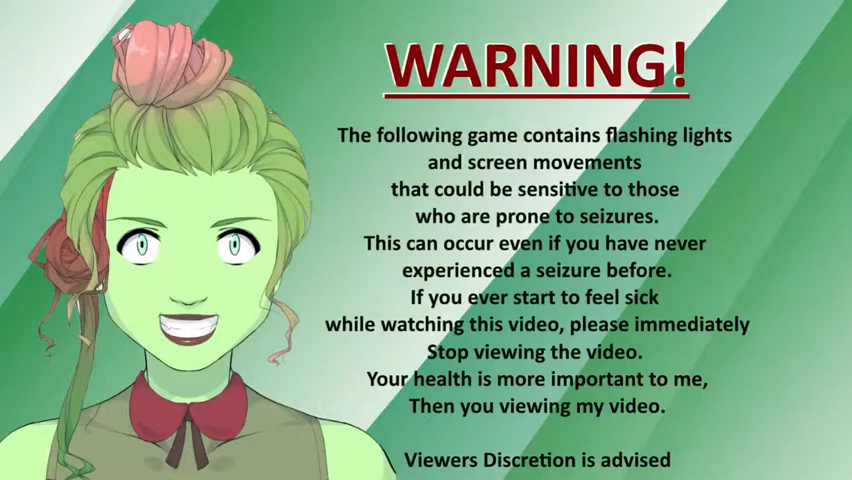 WARNING!
The following game contains flashing lights
and screen movements
that could be sensitive to those
who are prone to seizures.
This can occur even if you have never
experienced a seizure before.
If you ever start to feel sick
while watching this video, please immediately
Stop viewing the video.
Your health is more important to me,
Then you viewing my video.
Viewers Discretion is advised